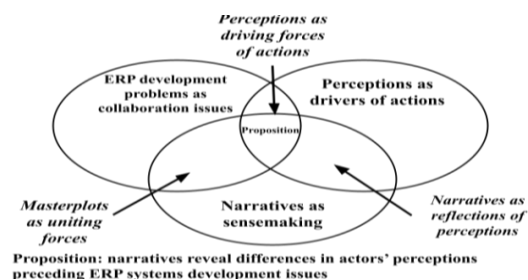 Perceptions as
driving forces
of actions
ERP development
problems as
collaboration issues
Perceptions as
drivers of actions
Proposition
Masterplots
as uniting
forces
Narratives as
sensemaking
Narratives as
reflections of
perceptions
Proposition: narratives reveal differences in actors' perceptions
preceding ERP systems development issues